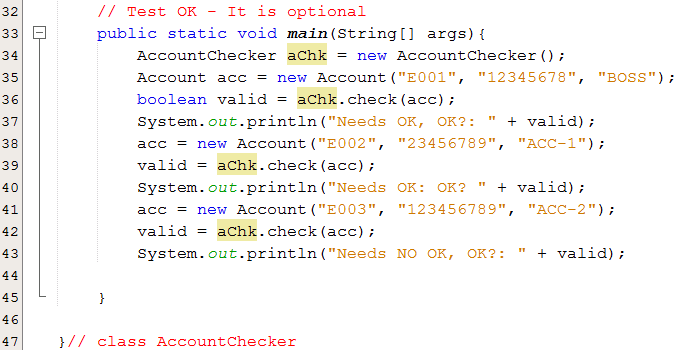 32 // Test OK - It is optional
33 public static void main(String[] args){
34 AccountChecker aChk = new AccountChecker();
35 Account acc = new Account("E001", "12345678", "BOSS");
36 boolean valid = aChk.check(acc);
37 System.out.println("Needs OK, OK?: " + valid);
38 acc = new Account("E002", "23456789", "ACC-1");
39 valid = aChk.check(acc);
40 System.out.println("Needs OK: OK? " + valid);
41 acc = new Account("E003", "123456789", "ACC-2");
42 valid = aChk.check(acc);
43 System.out.println("Needs NO OK, OK?: " + valid);
44
45 }
46
47 }// class AccountChecker